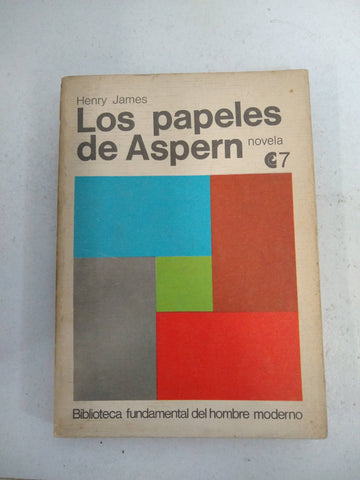 Henry James
Los papeles
de Aspern novela
7
Biblioteca fundamental del hombre moderno